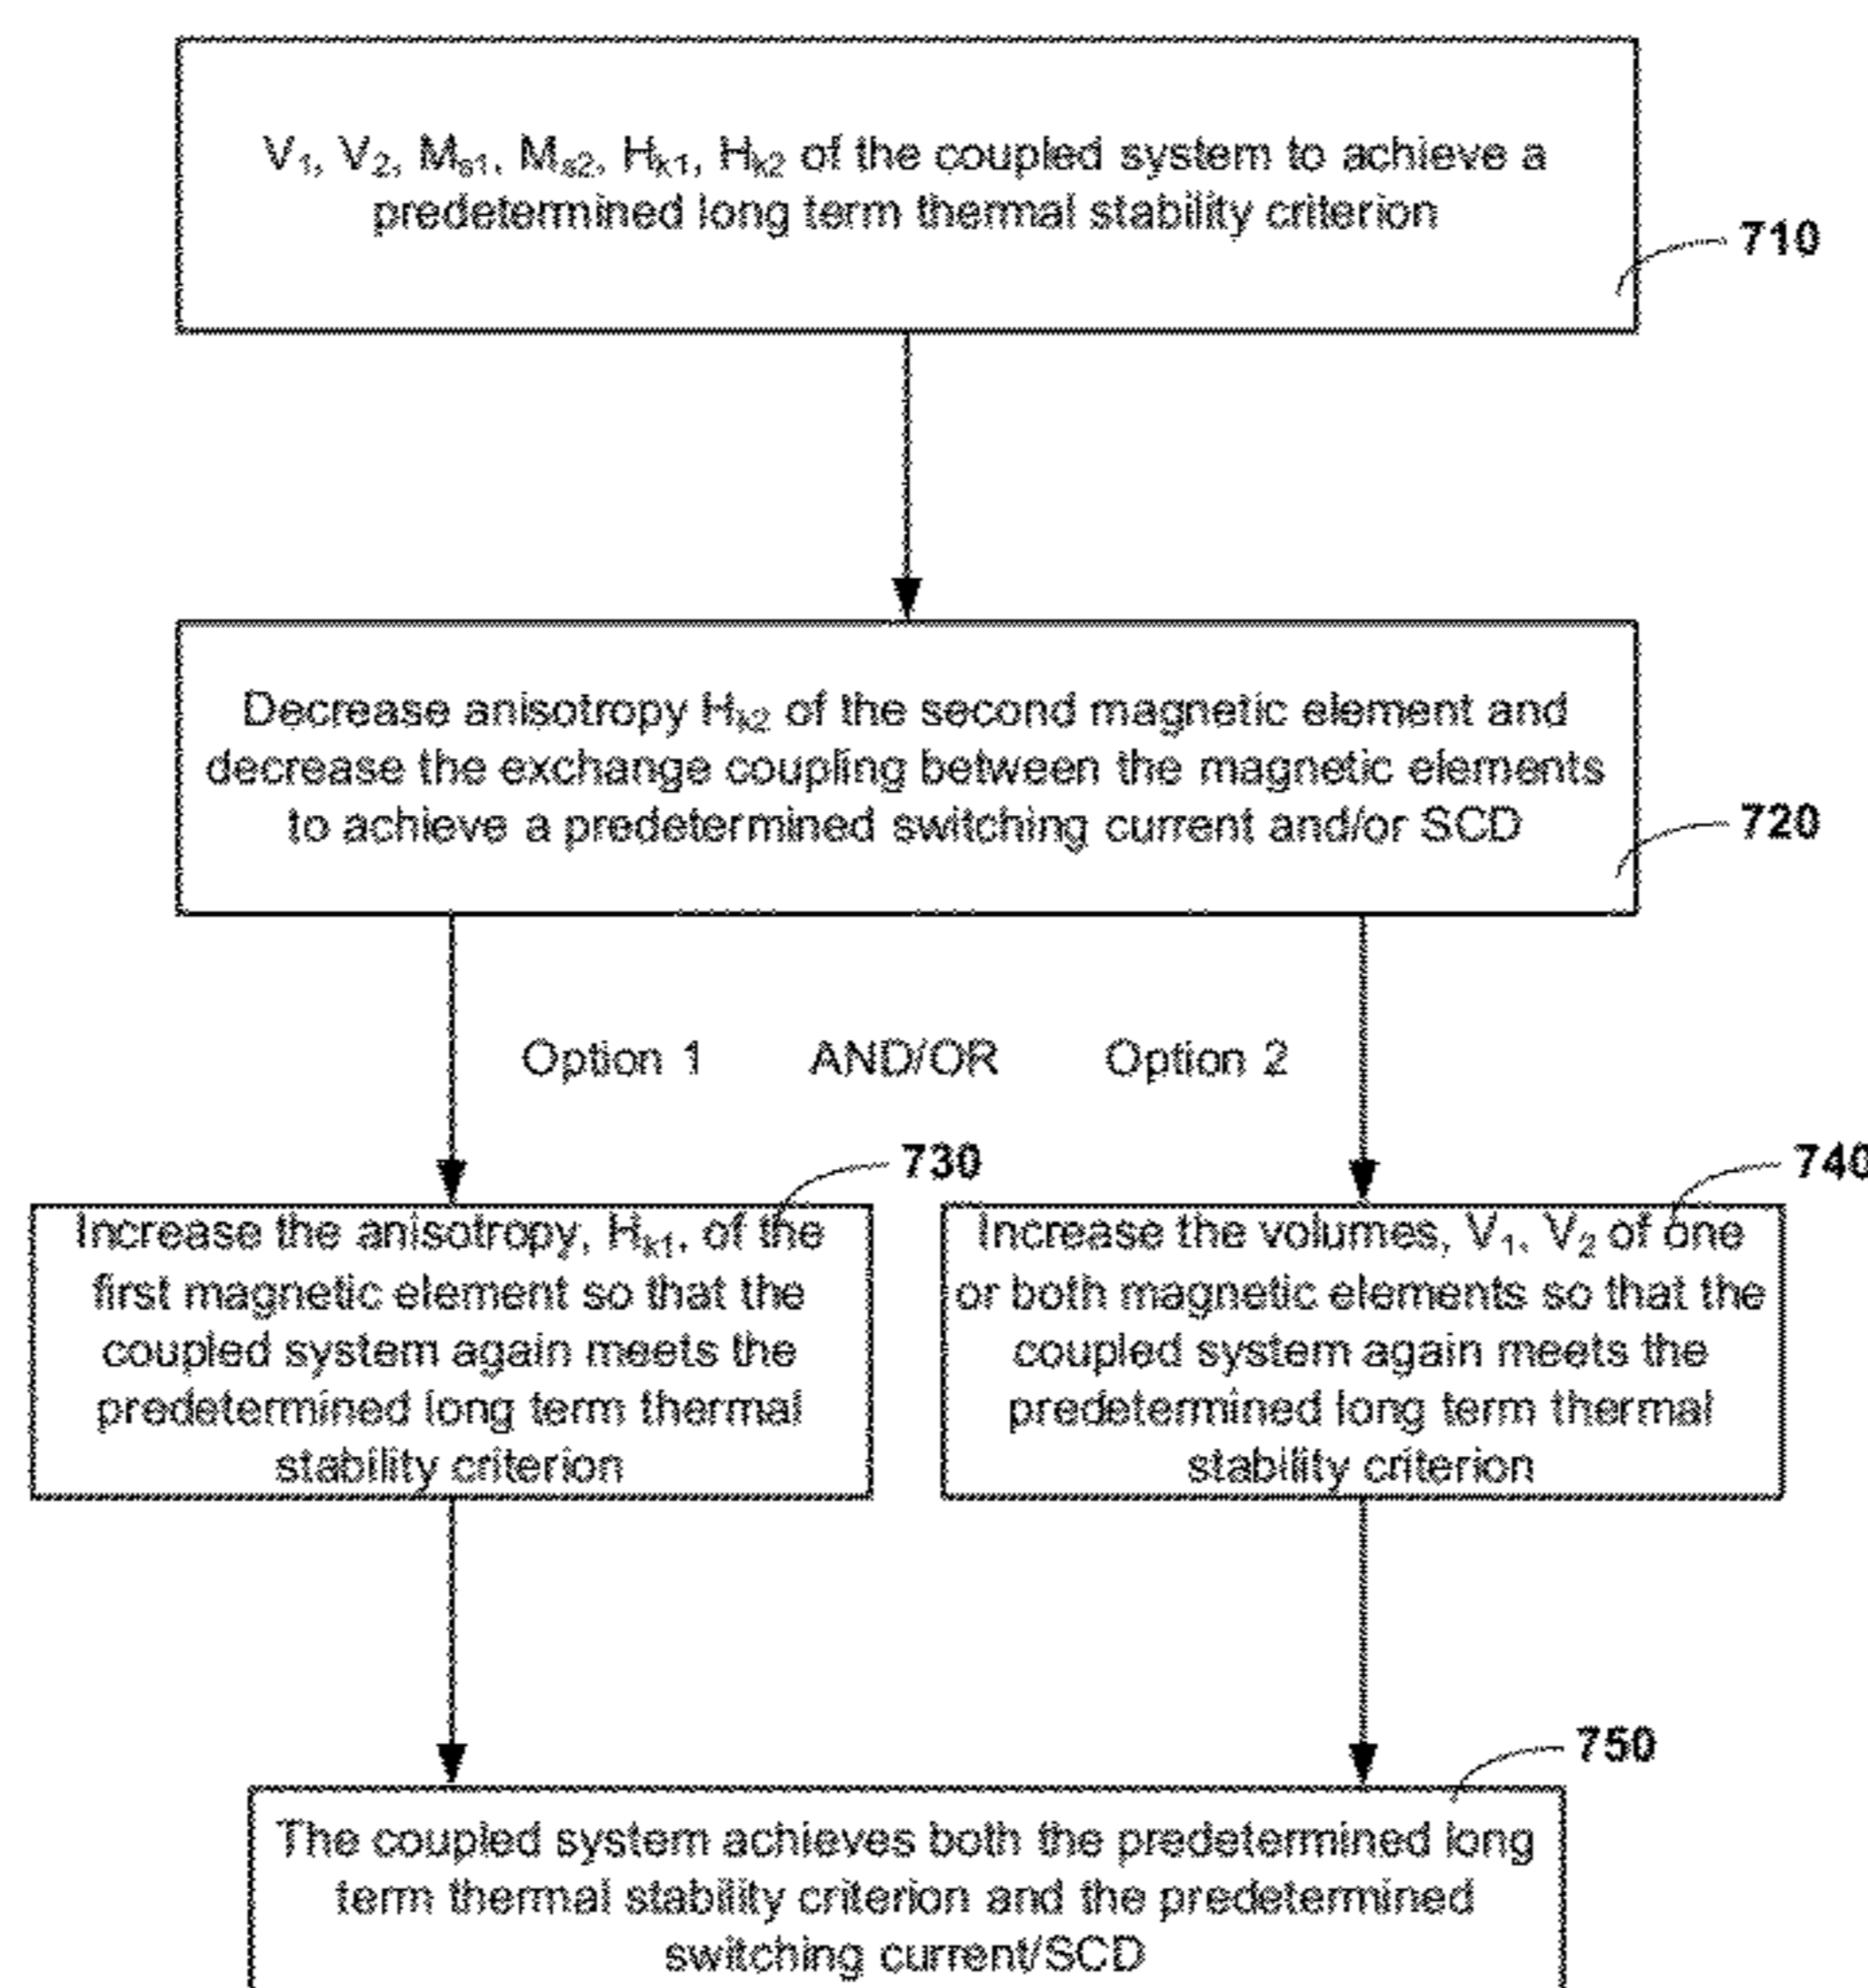 V₁, V₂, Mₛ₁, Mₛ₂, Hₖ₁, Hₖ₂ of the coupled system to achieve a
predetermined long term thermal stability criterion
710
Decrease anisotropy Hₖ₂ of the second magnetic element and
decrease the exchange coupling between the magnetic elements
to achieve a predetermined switching current and/or SCD
720
Option 1 AND/OR Option 2
730
Increase the anisotropy, Hₖ₁, of the
first magnetic element so that the
coupled system again meets the
predetermined long term thermal
stability criterion
740
Increase the volumes, V₁, V₂ of one
or both magnetic elements so that the
coupled system again meets the
predetermined long term thermal
stability criterion
750
The coupled system achieves both the predetermined long
term thermal stability criterion and the predetermined
switching current/SCD